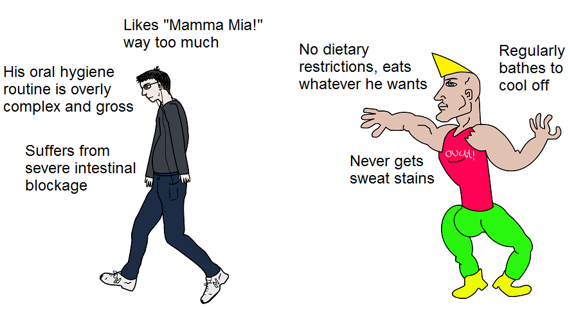 Likes "Mamma Mia!"
way too much
His oral hygiene
routine is overly
complex and gross
Suffers from
severe intestinal
blockage
No dietary
restrictions, eats
whatever he wants
Regularly
bathes to
cool off
Never gets
sweat stains
ouch!